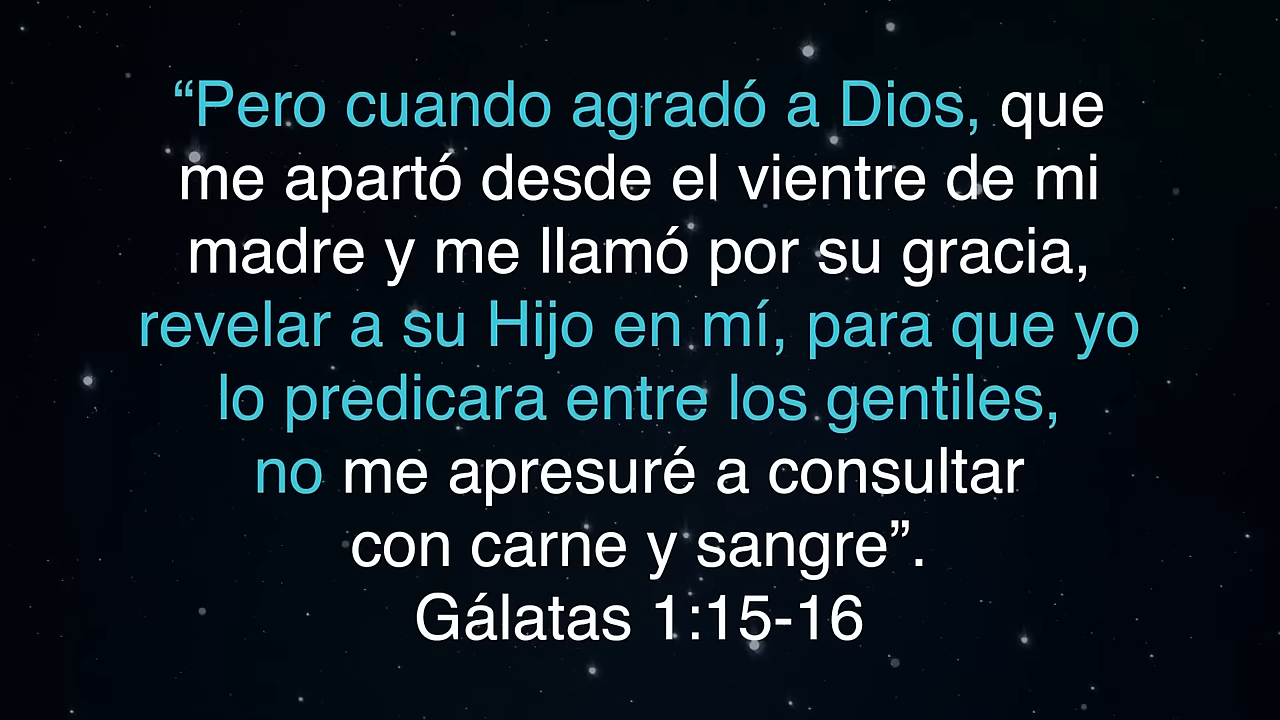 “Pero cuando agradó a Dios, que
me apartó desde el vientre de mi
madre y me llamó por su gracia,
revelar a su Hijo en mí, para que yo
lo predicara entre los gentiles,
no me apresuré a consultar
con carne y sangre”.
Gálatas 1:15-16